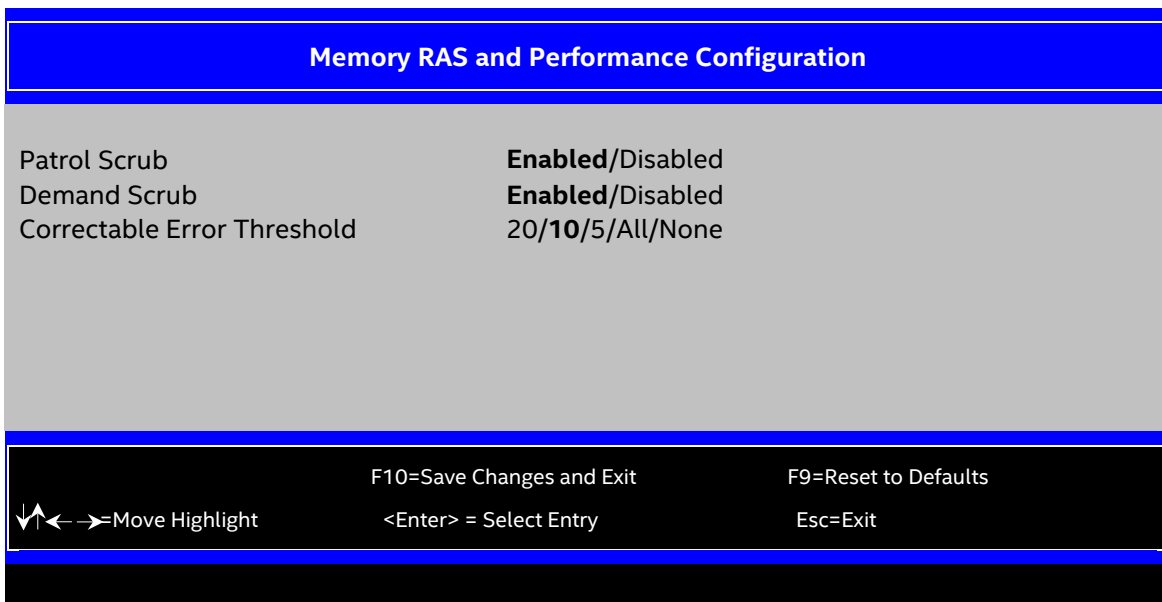 Memory RAS and Performance Configuration
Patrol Scrub Enabled/Disabled
Demand Scrub Enabled/Disabled
Correctable Error Threshold 20/10/5/All/None
F10=Save Changes and Exit F9=Reset to Defaults
↓↑←→=Move Highlight <Enter> = Select Entry Esc=Exit